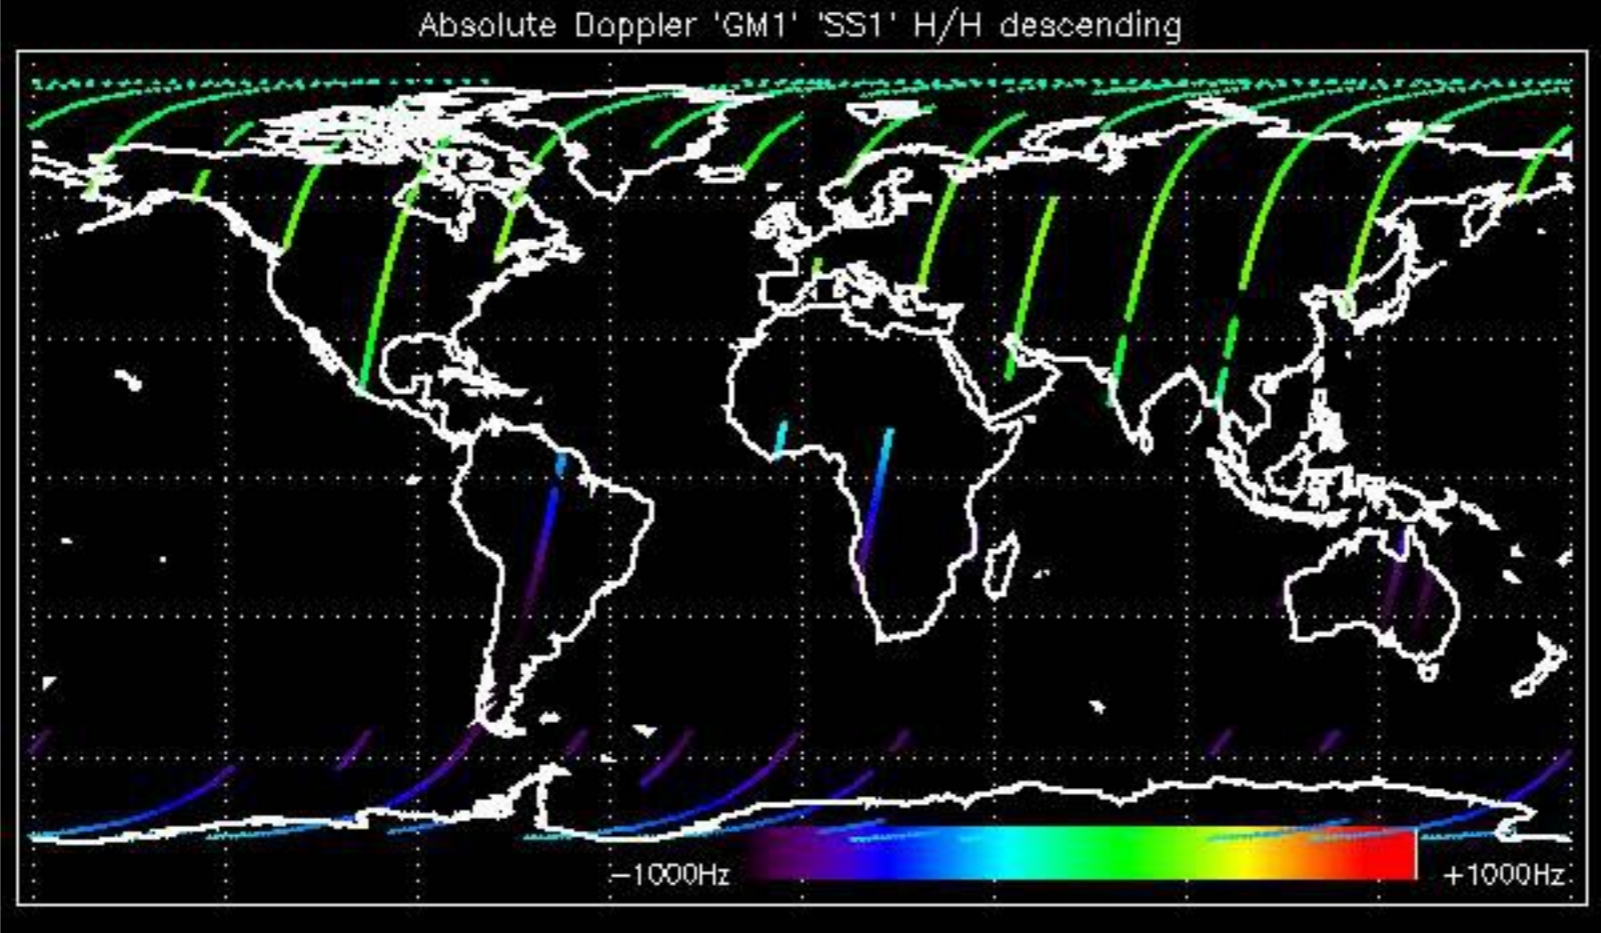 Absolute Doppler 'GM1' 'SS1' H/H descending
−1000Hz +1000Hz